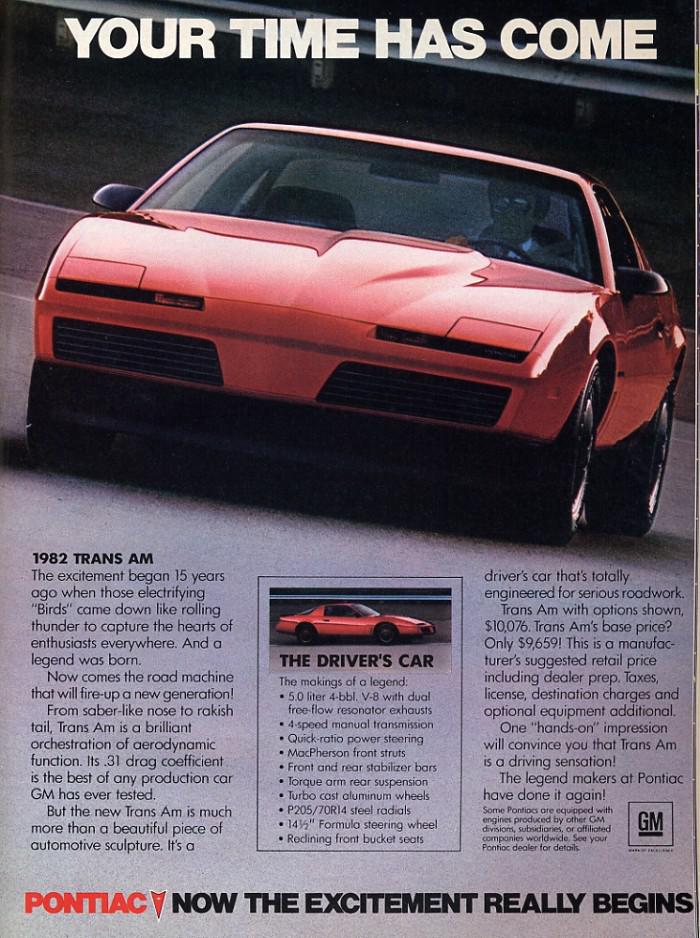 YOUR TIME HAS COME
1982 TRANS AM
The excitement began 15 years
ago when those electrifying
"Birds" came down like rolling
thunder to capture the hearts of
enthusiasts everywhere. And a
legend was born.
Now comes the road machine
that will fire-up a new generation!
From saber-like nose to rakish
tail, Trans Am is a brilliant
orchestration of aerodynamic
function. Its .31 drag coefficient
is the best of any production car
GM has ever tested.
But the new Trans Am is much
more than a beautiful piece of
automotive sculpture. It's a
THE DRIVER'S CAR
The makings of a legend:
• 5.0 liter 4-bbl. V-8 with dual
free-flow resonator exhausts
• 4-speed manual transmission
• Quick-ratio power steering
• MacPherson front struts
• Front and rear stabilizer bars
• Torque arm rear suspension
• Turbo cast aluminum wheels
• P205/70R14 steel radials
• 14½" Formula steering wheel
• Reclining front bucket seats
driver's car that's totally
engineered for serious roadwork.
Trans Am with options shown,
$10,076. Trans Am's base price?
Only $9,659! This is a manufac-
turer's suggested retail price
including dealer prep. Taxes,
license, destination charges and
optional equipment additional.
One "hands-on" impression
will convince you that Trans Am
is a driving sensation!
The legend makers at Pontiac
have done it again!
Some Pontiacs are equipped with
engines produced by other GM
divisions, subsidiaries, or affiliated
companies worldwide. See your
Pontiac dealer for details.
GM
MARK OF EXCELLENCE
PONTIAC NOW THE EXCITEMENT REALLY BEGINS